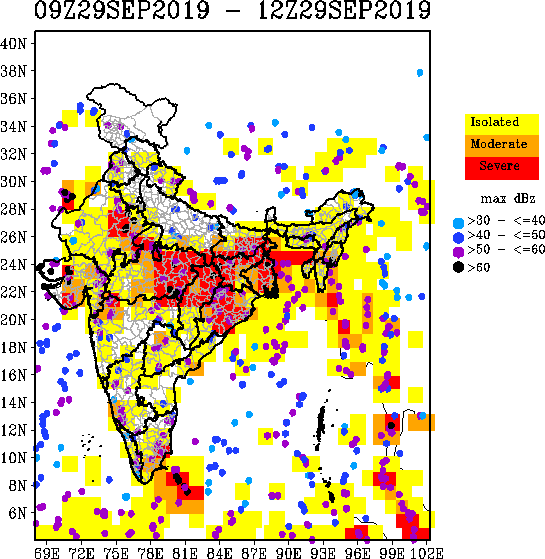 09Z29SEP2019 – 12Z29SEP2019
40N
38N
36N
34N
32N
30N
28N
26N
24N
22N
20N
18N
16N
14N
12N
10N
8N
6N
69E 72E 75E 78E 81E 84E 87E 90E 93E 96E 99E 102E
Isolated
Moderate
Severe
max dBz
>30 – <=40
>40 – <=50
>50 – <=60
>60